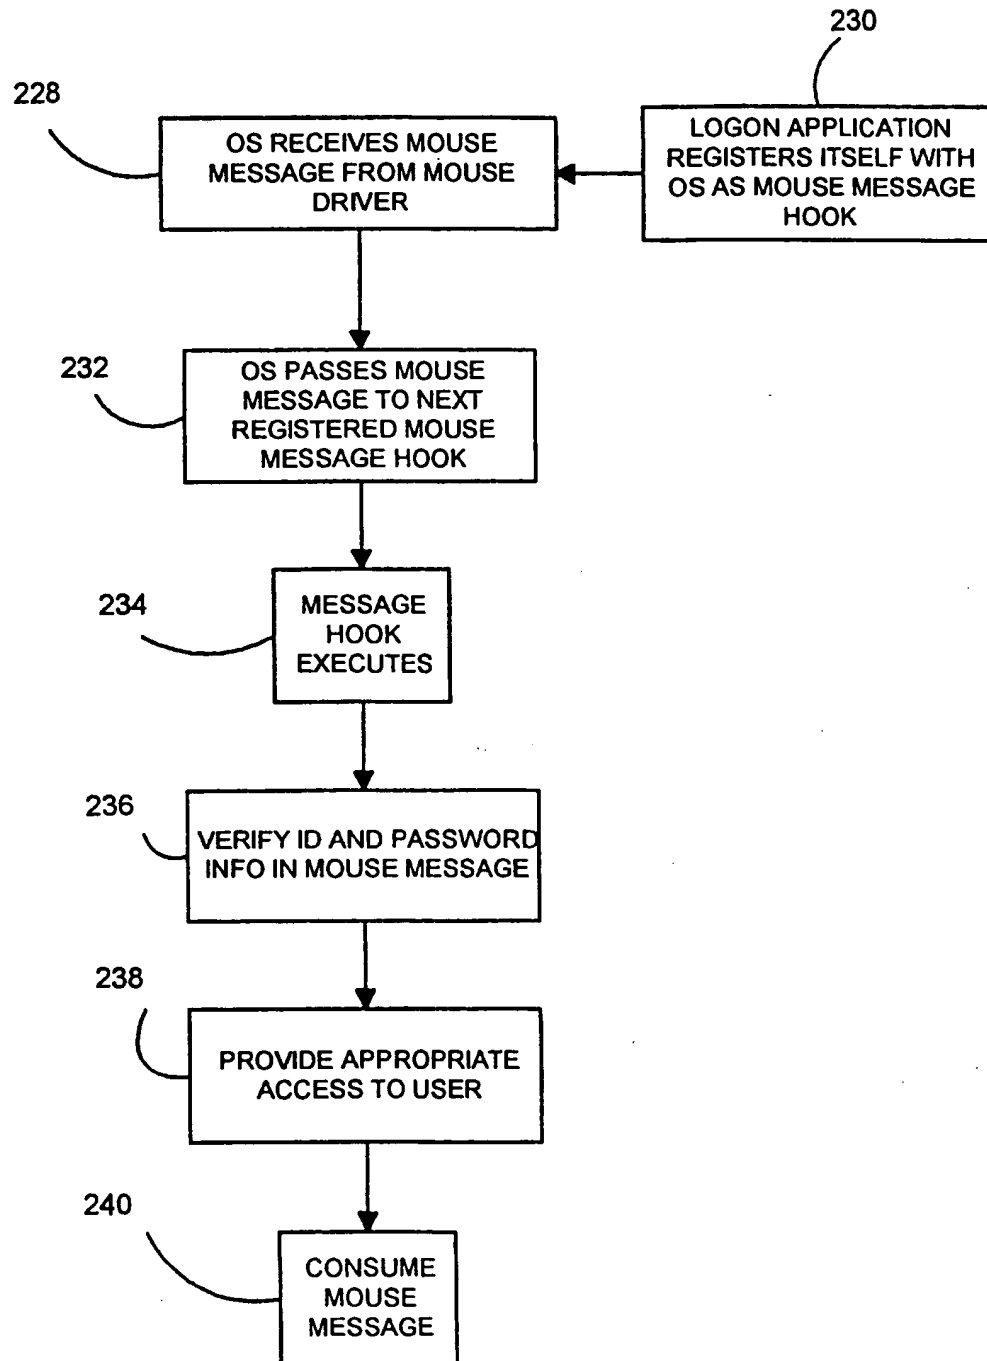 230
228
OS RECEIVES MOUSE
MESSAGE FROM MOUSE
DRIVER
LOGON APPLICATION
REGISTERS ITSELF WITH
OS AS MOUSE MESSAGE
HOOK
232
OS PASSES MOUSE
MESSAGE TO NEXT
REGISTERED MOUSE
MESSAGE HOOK
234
MESSAGE
HOOK
EXECUTES
236
VERIFY ID AND PASSWORD
INFO IN MOUSE MESSAGE
238
PROVIDE APPROPRIATE
ACCESS TO USER
240
CONSUME
MOUSE
MESSAGE